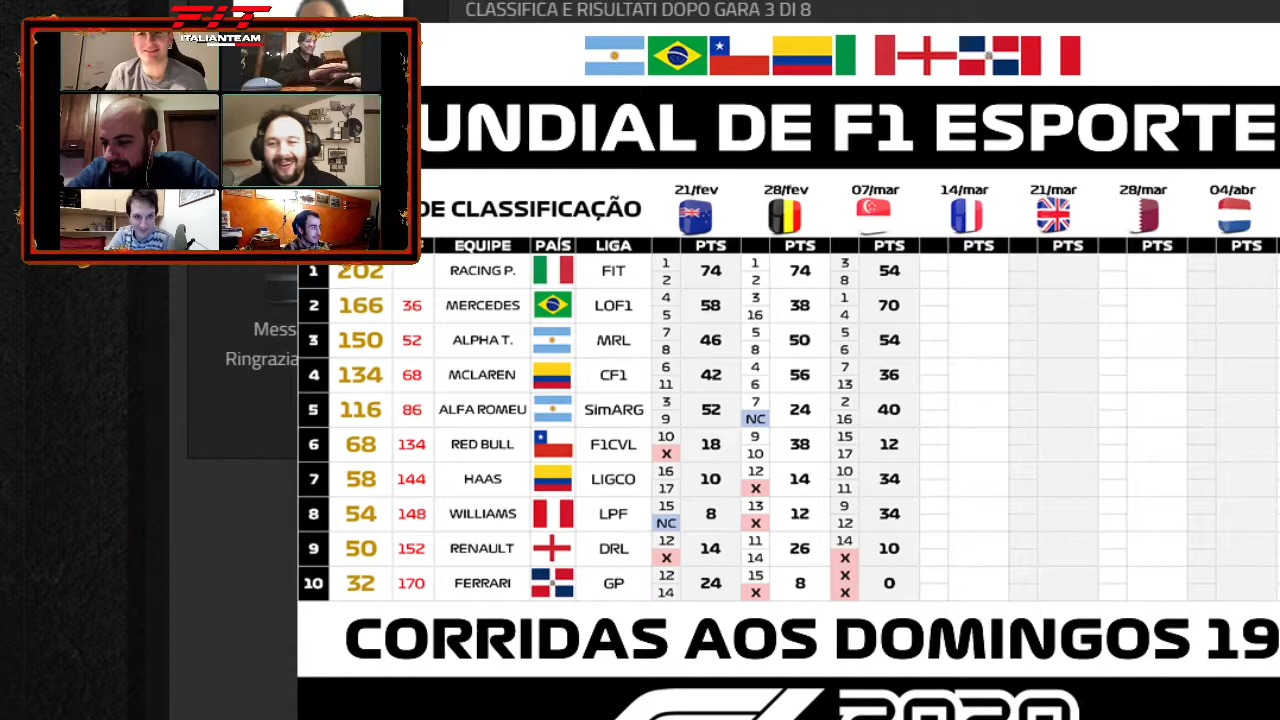 CLASSIFICA E RISULTATI DOPO GARA 3 DI 8
FIT
ITALIANTEAM
UNDIAL DE F1 ESPORTE
DE CLASSIFICAÇÃO
21/fev 28/fev 07/mar 14/mar 21/mar 28/mar 04/abr
EQUIPE PAÍS LIGA PTS PTS PTS PTS PTS PTS PTS
1 202 RACING P. FIT 1 2 74 1 2 74 3 8 54
2 166 36 MERCEDES LOF1 4 5 58 3 16 38 1 4 70
3 150 52 ALPHA T. MRL 7 8 46 5 8 50 5 6 54
4 134 68 MCLAREN CF1 6 11 42 4 6 56 7 13 36
5 116 86 ALFA ROMEU SimARG 3 9 52 7 NC 24 2 16 40
6 68 134 RED BULL F1CVL 10 X 18 9 10 38 15 17 12
7 58 144 HAAS LIGCO 16 17 10 12 X 14 10 11 34
8 54 148 WILLIAMS LPF 15 NC 8 13 X 12 9 12 34
9 50 152 RENAULT DRL 12 X 14 11 14 26 14 X 10
10 32 170 FERRARI GP 12 14 24 15 X 8 X X 0
Mess
Ringrazia
CORRIDAS AOS DOMINGOS 19
F1 2020